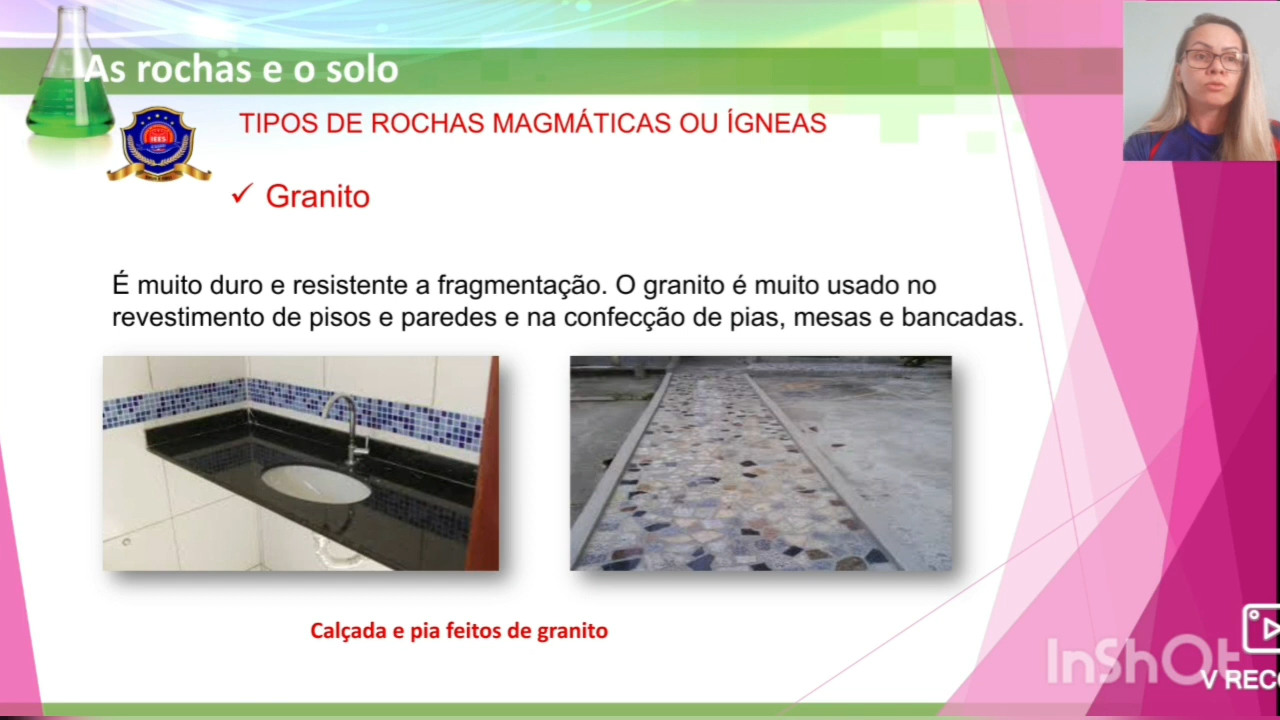 As rochas e o solo
TIPOS DE ROCHAS MAGMÁTICAS OU ÍGNEAS
✓ Granito
É muito duro e resistente a fragmentação. O granito é muito usado no
revestimento de pisos e paredes e na confecção de pias, mesas e bancadas.
Calçada e pia feitos de granito
InShOt
V REC